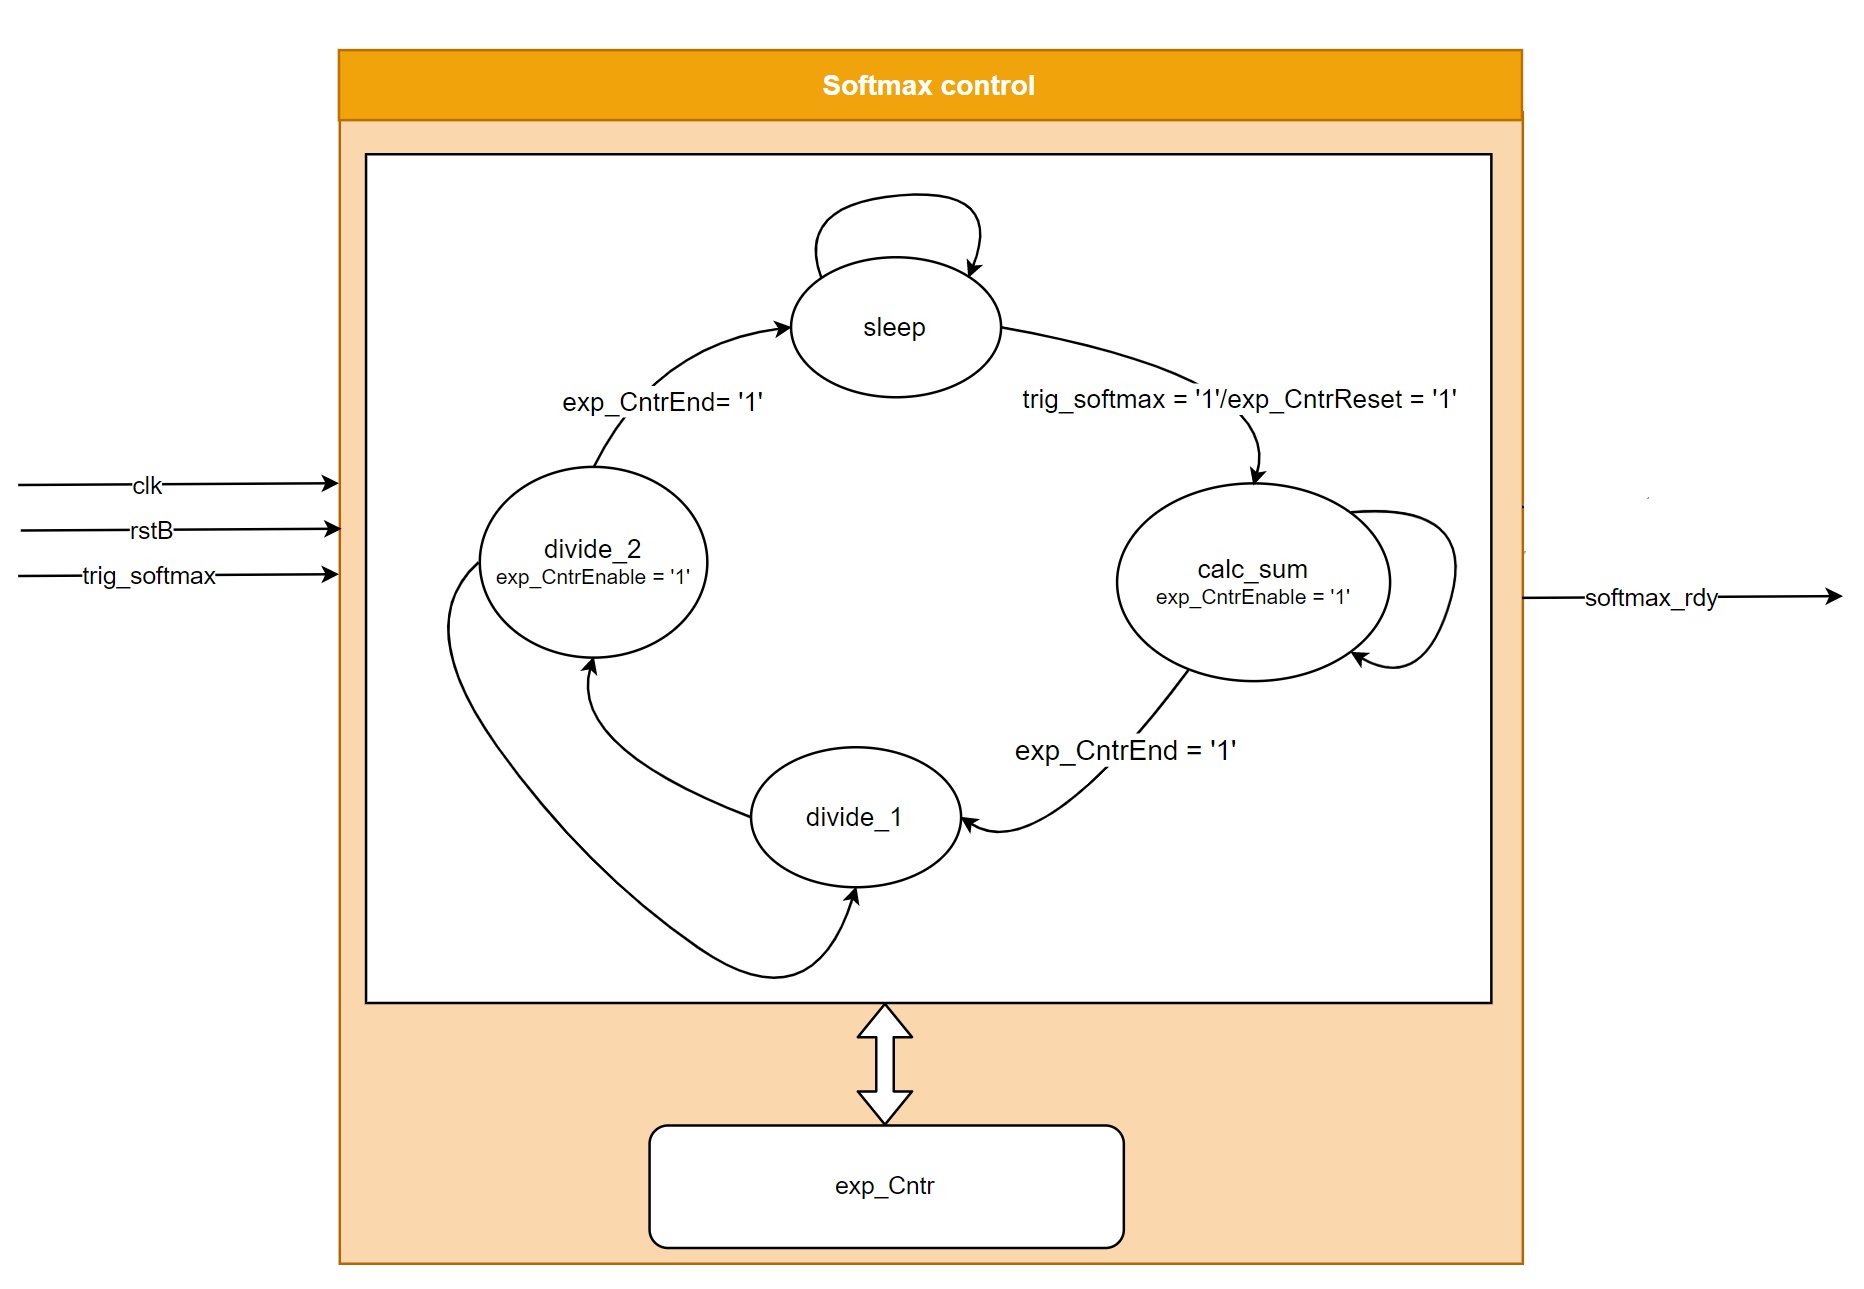 Softmax control
sleep
exp_CntrEnd= '1'
trig_softmax = '1'/exp_CntrReset = '1'
clk
rstB
trig_softmax
divide_2
exp_CntrEnable = '1'
calc_sum
exp_CntrEnable = '1'
softmax_rdy
exp_CntrEnd = '1'
divide_1
exp_Cntr